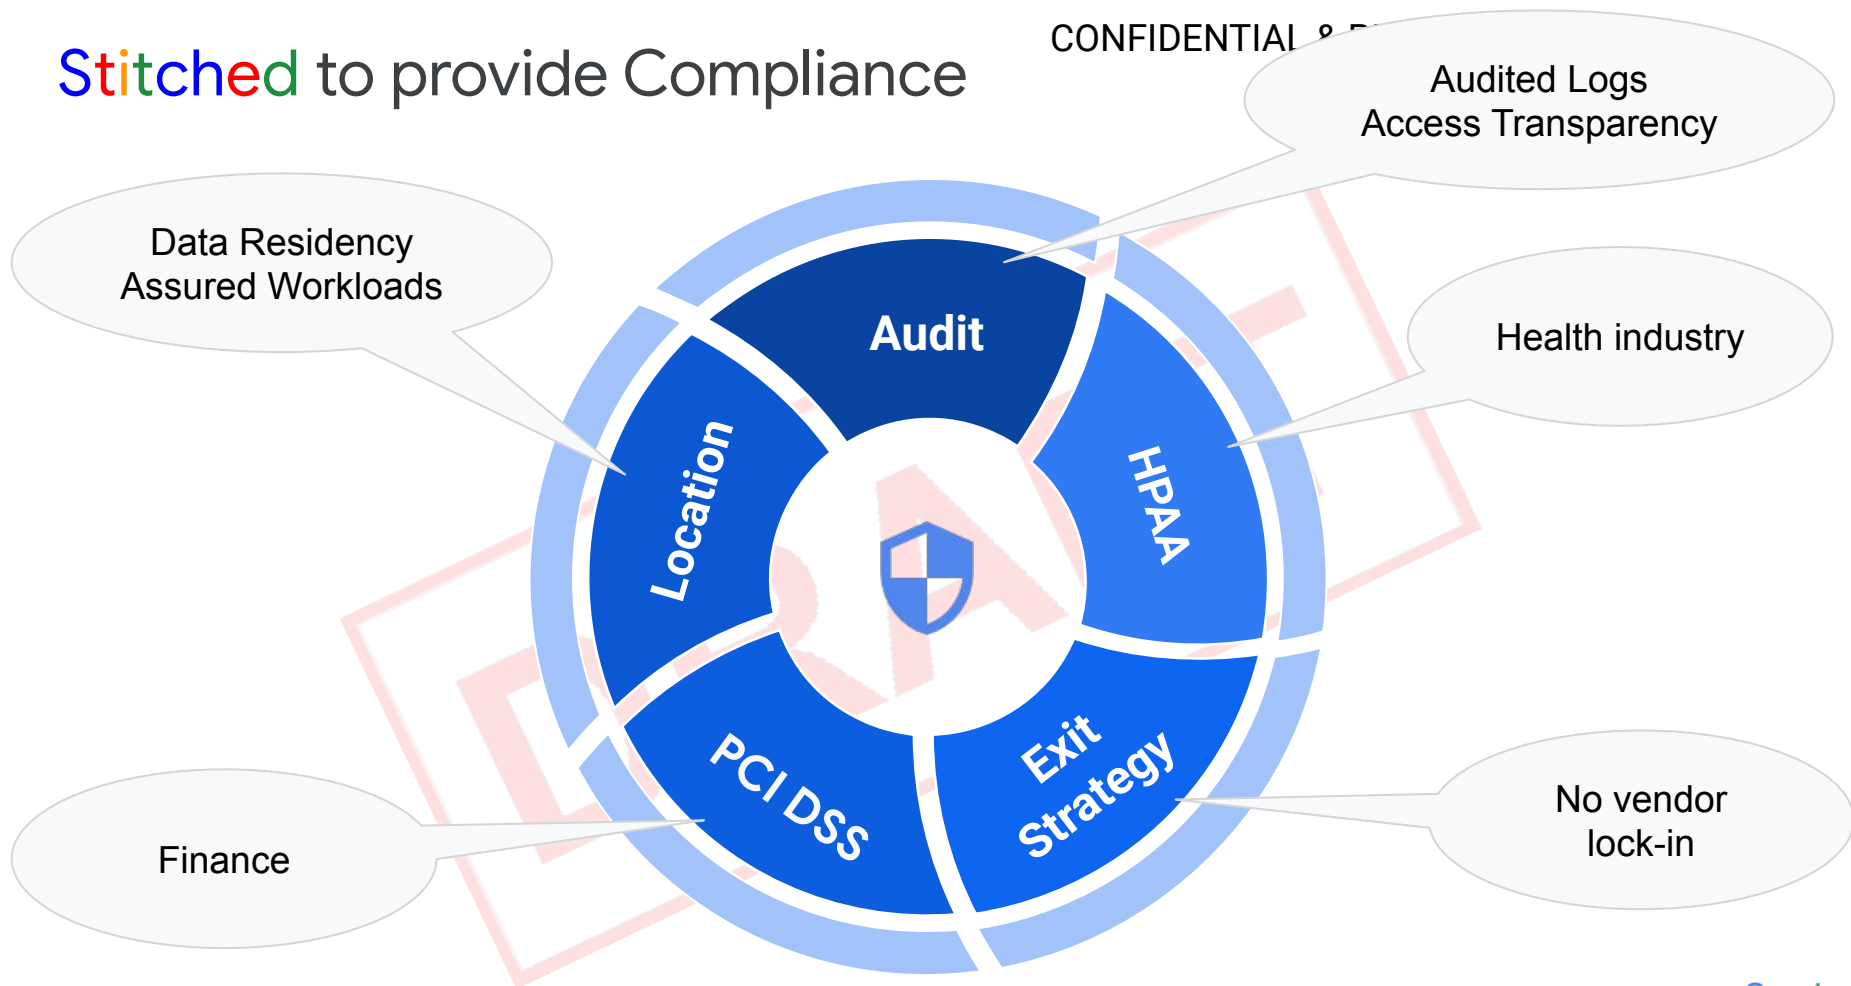 CONFIDENTIAL &
Stitched to provide Compliance
Audited Logs
Access Transparency
Data Residency
Assured Workloads
Health industry
Audit
HPAA
Location
Exit
Strategy
PCI DSS
No vendor
lock-in
Finance
DRAFT